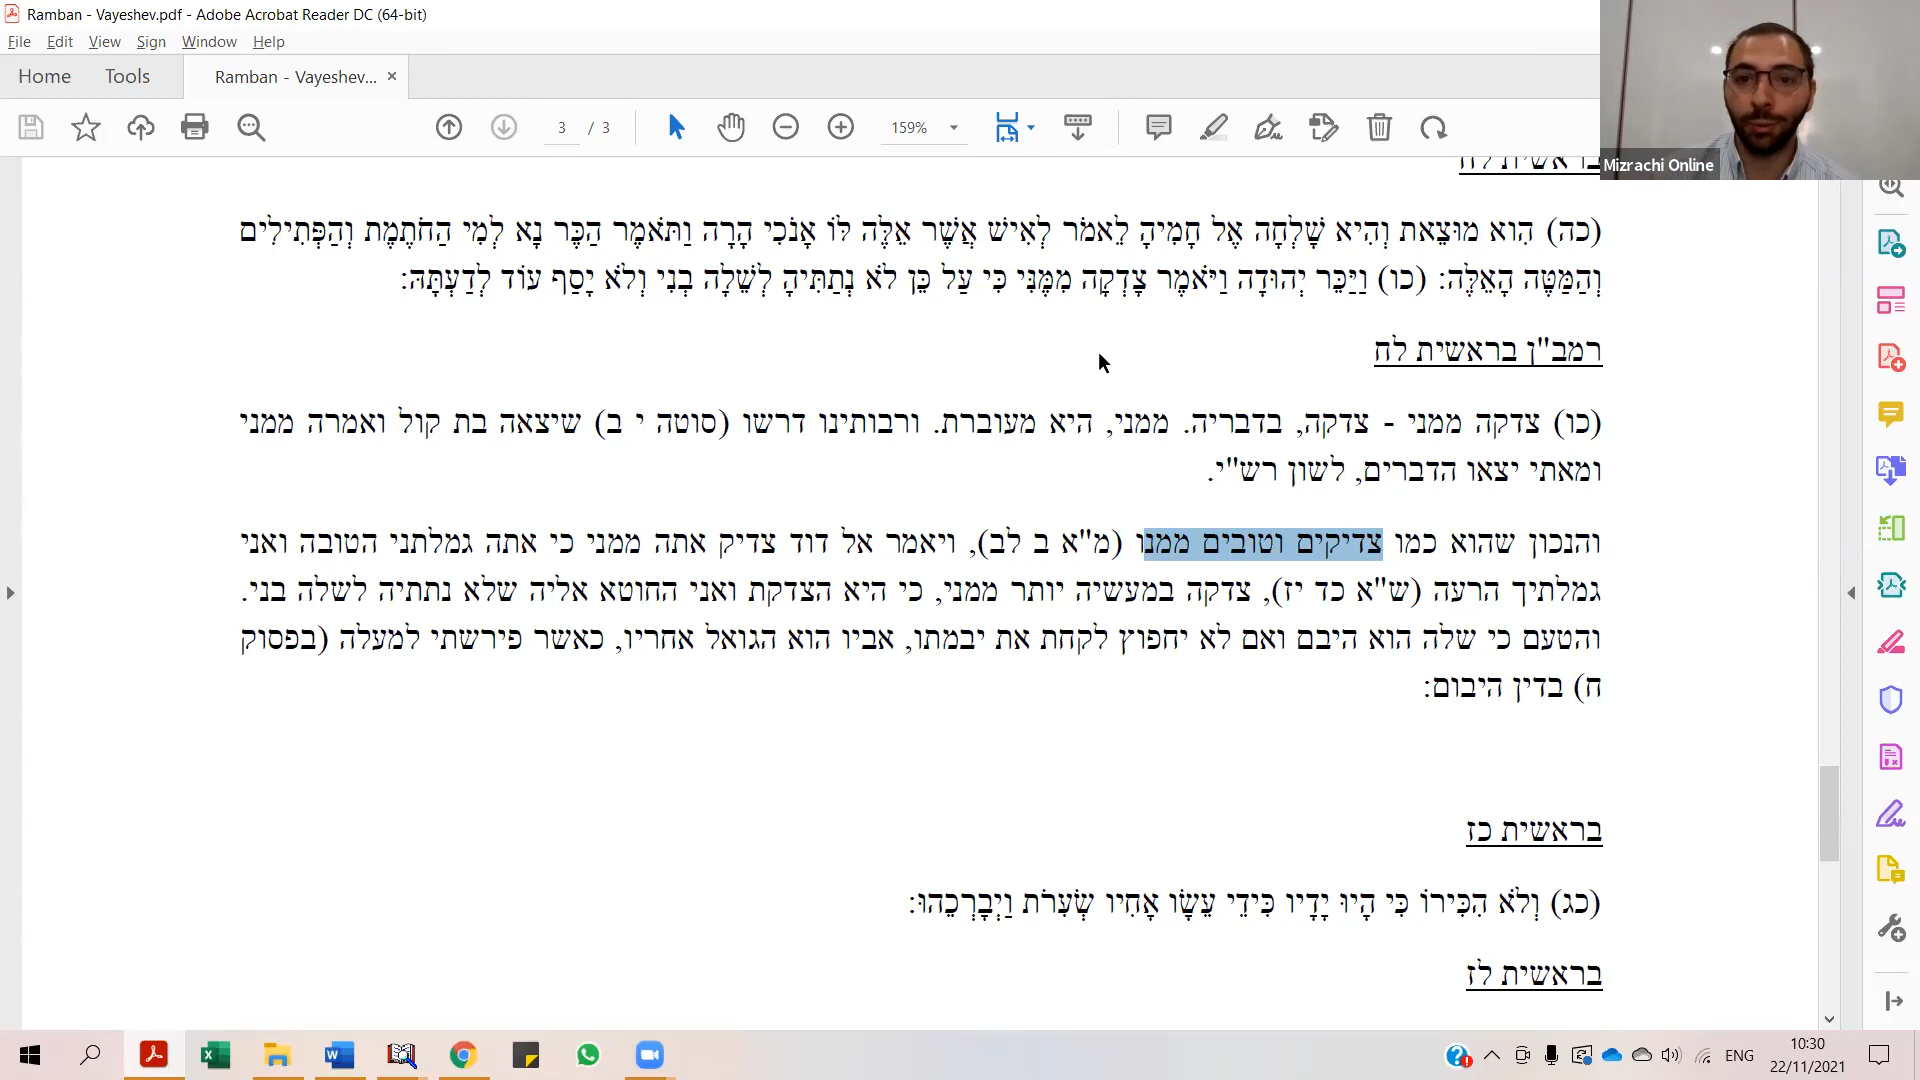 Ramban - Vayeshev.pdf - Adobe Acrobat Reader DC (64-bit)
File Edit View Sign Window Help
Home Tools Ramban - Vayeshev... ×
3 / 3 159%
Mizrachi Online
בראשית לח
(כה) הִוא מוּצֵאת וְהִיא שָׁלְחָה אֶל חָמִיהָ לֵאמֹר לְאִישׁ אֲשֶׁר אֵלֶּה לּוֹ אָנֹכִי הָרָה וַתֹּאמֶר הַכֶּר נָא לְמִי הַחֹתֶמֶת וְהַפְּתִילִים
וְהַמַּטֶּה הָאֵלֶּה: (כו) וַיַּכֵּר יְהוּדָה וַיֹּאמֶר צָדְקָה מִמֶּנִּי כִּי עַל כֵּן לֹא נְתַתִּיהָ לְשֵׁלָה בְנִי וְלֹא יָסַף עוֹד לְדַעְתָּהּ:
רמב"ן בראשית לח
(כו) צדקה ממני - צדקה, בדבריה. ממני, היא מעוברת. ורבותינו דרשו (סוטה י ב) שיצאה בת קול ואמרה ממני
ומאתי יצאו הדברים, לשון רש"י.
והנכון שהוא כמו צדיקים וטובים ממנו (מ"א ב לב), ויאמר אל דוד צדיק אתה ממני כי אתה גמלתני הטובה ואני
גמלתיך הרעה (ש"א כד יז), צדקה במעשיה יותר ממני, כי היא הצדקת ואני החוטא אליה שלא נתתיה לשלה בני.
והטעם כי שלה הוא היבם ואם לא יחפוץ לקחת את יבמתו, אביו הוא הגואל אחריו, כאשר פירשתי למעלה (בפסוק
ח) בדין היבום:
בראשית כז
(כג) וְלֹא הִכִּירוֹ כִּי הָיוּ יָדָיו כִּידֵי עֵשָׂו אָחִיו שְׂעִרֹת וַיְבָרְכֵהוּ:
בראשית לז
ENG
10:30
22/11/2021